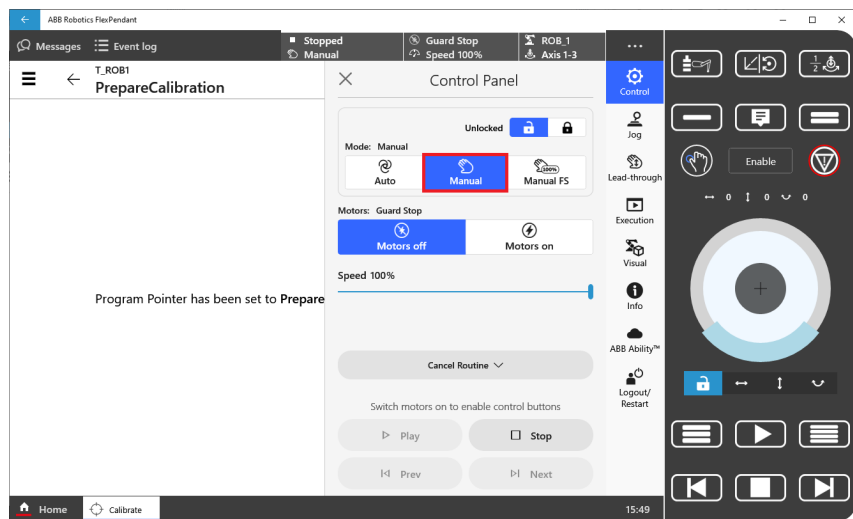 ABB Robotics FlexPendant
Messages
Event log
Stopped
Manual
Guard Stop
Speed 100%
ROB_1
Axis 1-3
T_ROB1
PrepareCalibration
Control Panel
Control
Unlocked
Mode: Manual
Auto
Manual
100%
Manual FS
Motors: Guard Stop
Motors off
Motors on
Speed 100%
Program Pointer has been set to Prepare
Cancel Routine
Switch motors on to enable control buttons
Play
Stop
Prev
Next
Jog
Lead-through
Execution
Visual
Info
ABB Ability™
Logout/
Restart
1
2
Enable
0 0 0
Home
Calibrate
15:49